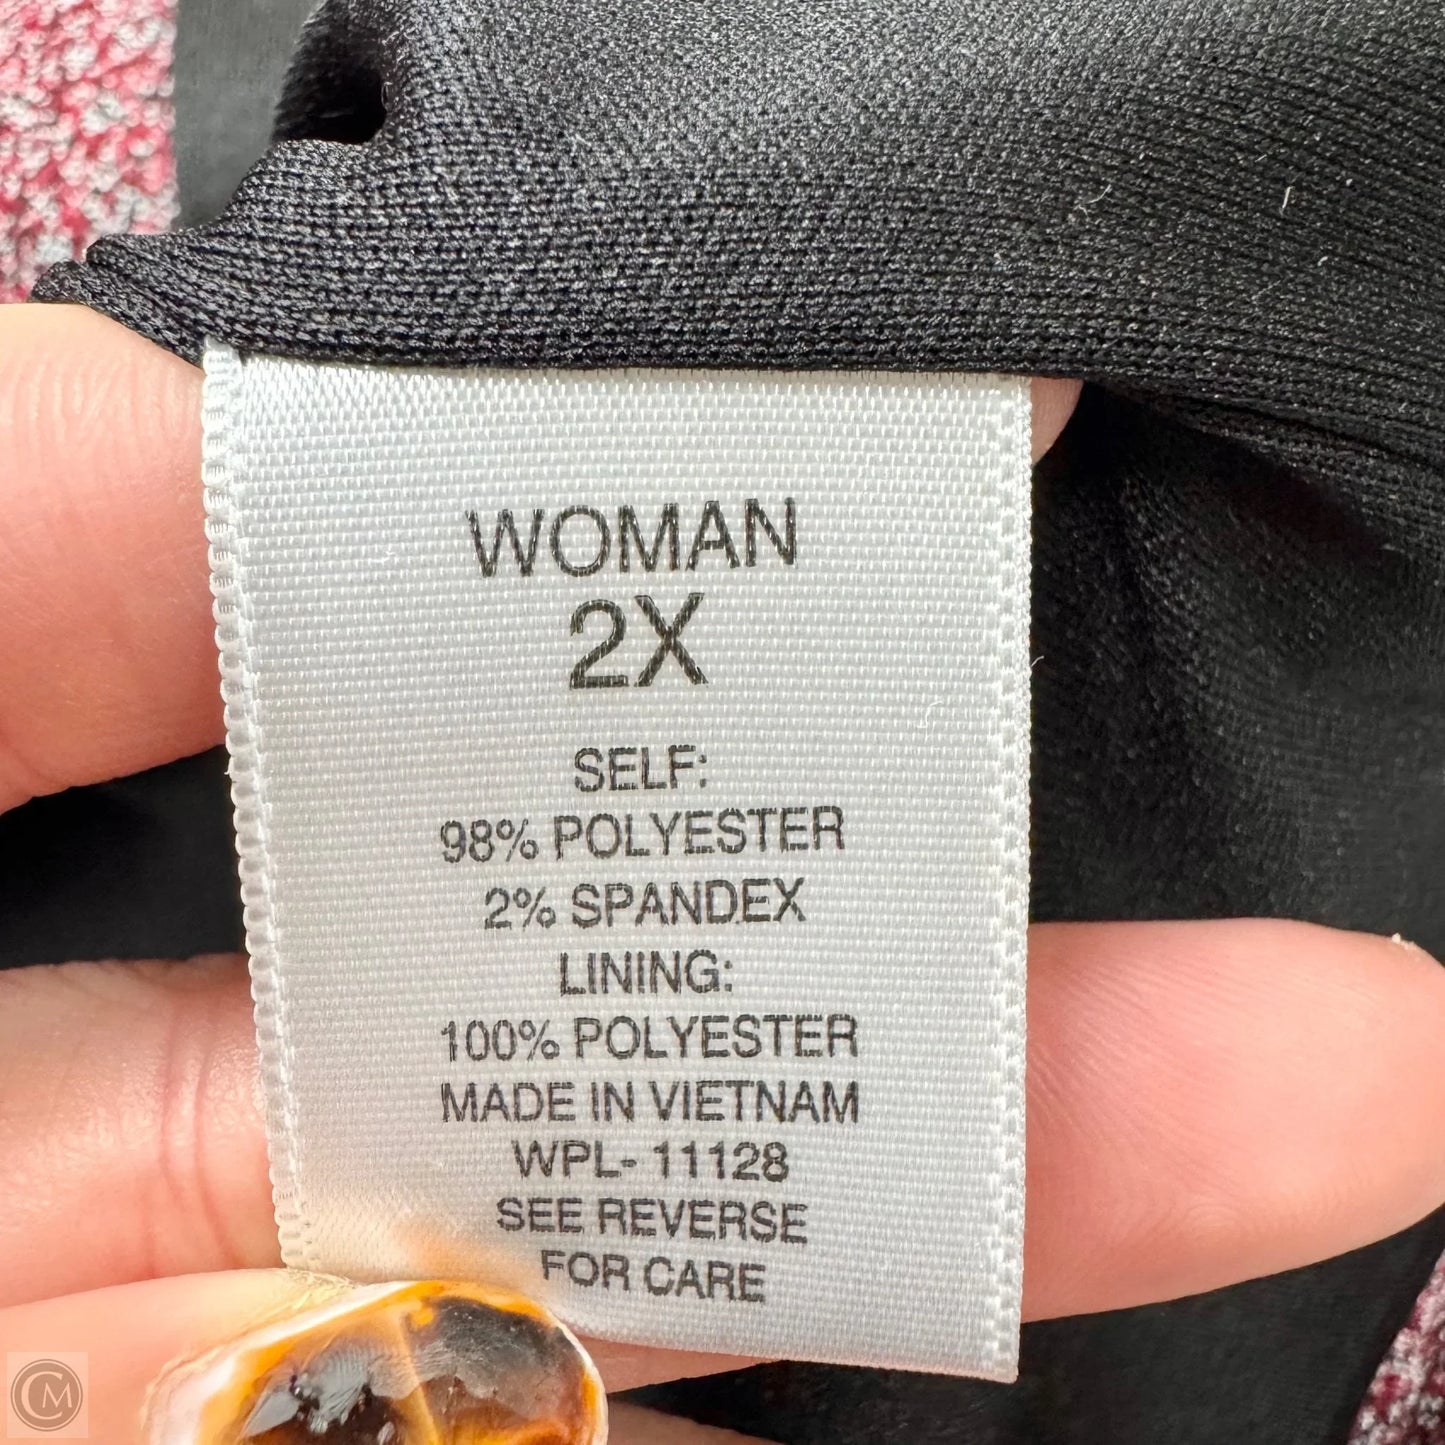 WOMAN
2X
SELF:
98% POLYESTER
2% SPANDEX
LINING:
100% POLYESTER
MADE IN VIETNAM
WPL- 11128
SEE REVERSE
FOR CARE
CM